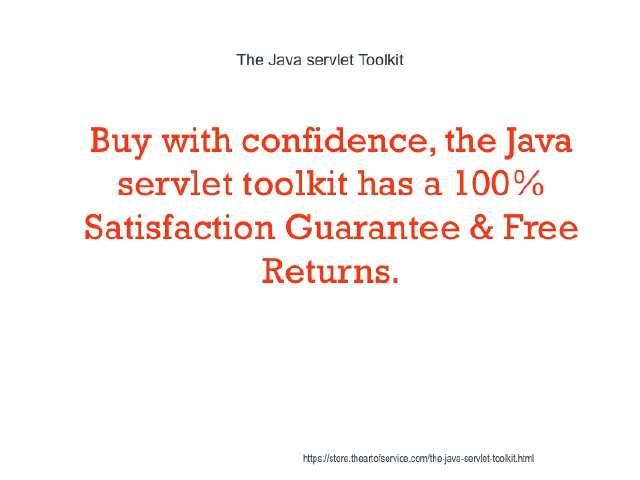 The Java servlet Toolkit
Buy with confidence, the Java
servlet toolkit has a 100%
Satisfaction Guarantee & Free
Returns.
https://store.theartofservice.com/the-java-servlet-toolkit.html